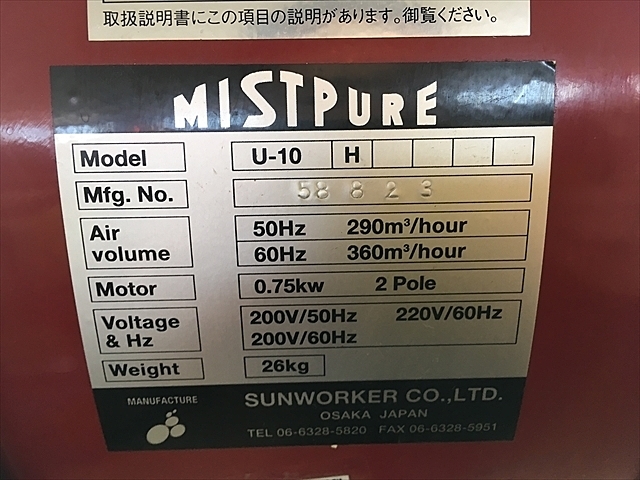 取扱説明書にこの項目の説明があります。御覧ください。
MISTPURE
Model U-10 H
Mfg. No. 58823
Air volume 50Hz 290m³/hour
60Hz 360m³/hour
Motor 0.75kw 2 Pole
Voltage & Hz 200V/50Hz 220V/60Hz
200V/60Hz
Weight 26kg
MANUFACTURE SUNWORKER CO.,LTD.
OSAKA JAPAN
TEL 06-6328-5820 FAX 06-6328-5951